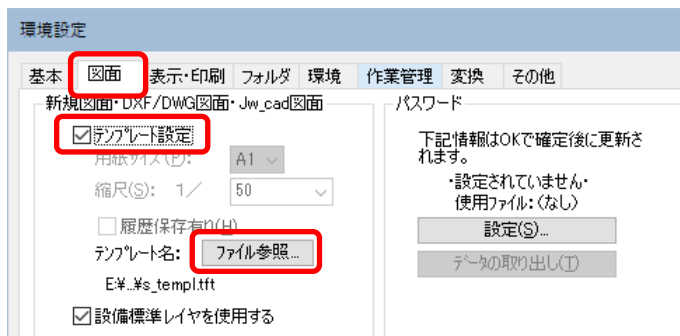 環境設定
基本 図面 表示・印刷 フォルダ 環境 作業管理 変換 その他
新規図面・DXF/DWG図面・Jw_cad図面
テンプレート設定
用紙サイズ(P): A1
縮尺(S): 1／ 50
履歴保存有り(H)
テンプレート名: ファイル参照...
E:¥...¥s_templ.tft
設備標準レイヤを使用する
パスワード
下記情報はOKで確定後に更新さ
れます。
・設定されていません・
使用ファイル:(なし)
設定(S)...
データの取り出し(T)